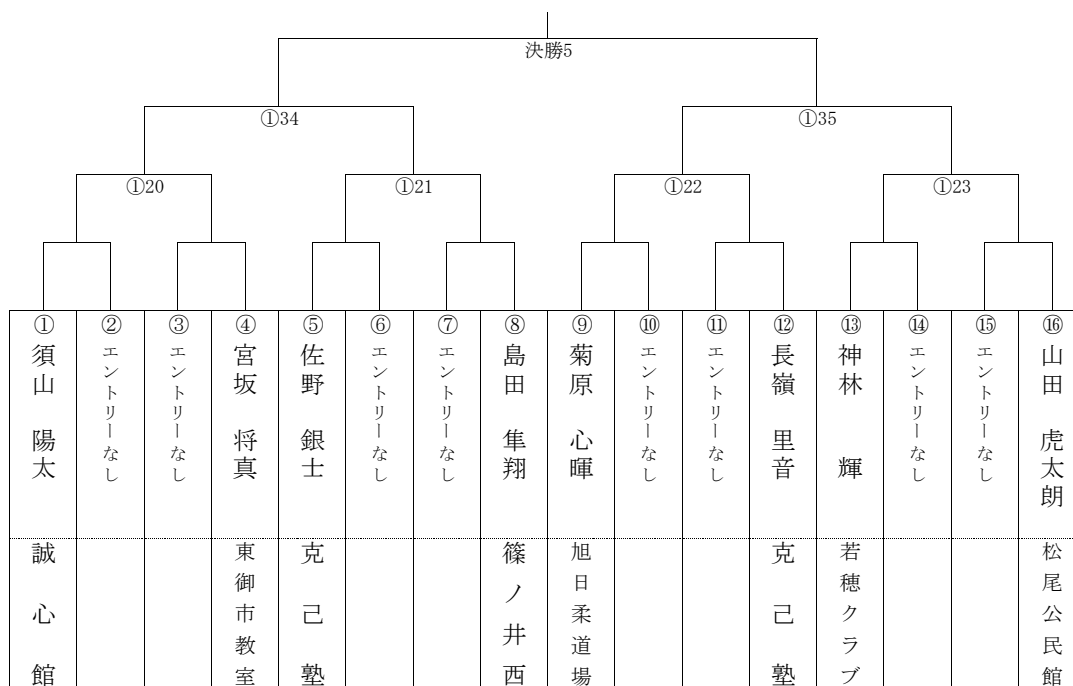 決勝5
①34
①35
①20
①21
①22
①23
①
須山 陽太
誠心館
②
エントリーなし
③
エントリーなし
④
宮坂 将真
東御市教室
⑤
佐野 銀士
克己塾
⑥
エントリーなし
⑦
エントリーなし
⑧
島田 隼翔
篠ノ井西
⑨
菊原 心暉
旭日柔道場
⑩
エントリーなし
⑪
エントリーなし
⑫
長嶺 里音
克己塾
⑬
神林 輝
若穂クラブ
⑭
エントリーなし
⑮
エントリーなし
⑯
山田 虎太朗
松尾公民館